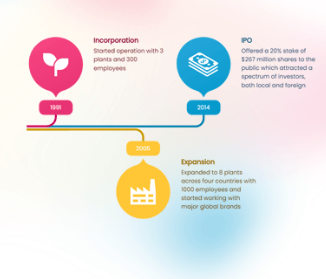 Incorporation
Started operation with 2
plants and 300
employees
1991
IPO
Offered a 20% stake of
$267 million shares to the
public which attracted a
spectrum of investors,
both local and foreign
2014
2005
Expansion
Expanded to 8 plants
across four countries with
1000 employees and
started working with
major global brands